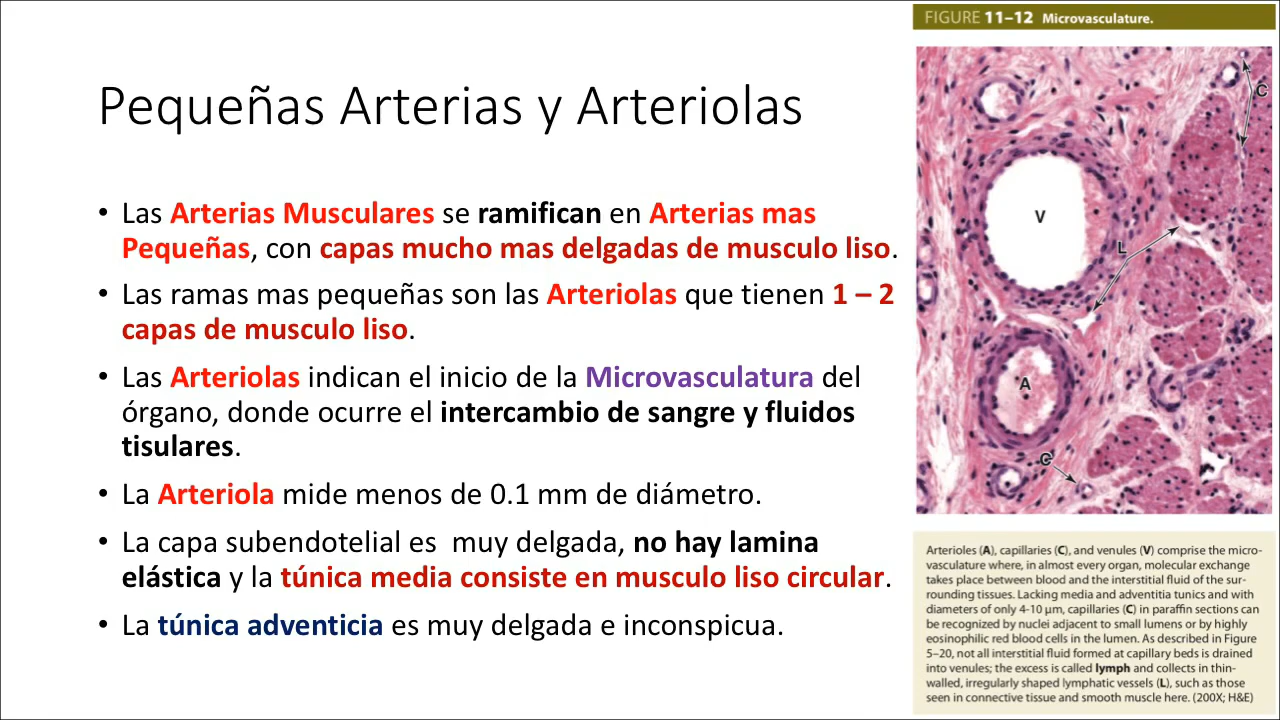 Pequeñas Arterias y Arteriolas
• Las Arterias Musculares se ramifican en Arterias mas
Pequeñas, con capas mucho mas delgadas de musculo liso.
• Las ramas mas pequeñas son las Arteriolas que tienen 1 – 2
capas de musculo liso.
• Las Arteriolas indican el inicio de la Microvasculatura del
órgano, donde ocurre el intercambio de sangre y fluidos
tisulares.
• La Arteriola mide menos de 0.1 mm de diámetro.
• La capa subendotelial es muy delgada, no hay lamina
elástica y la túnica media consiste en musculo liso circular.
• La túnica adventicia es muy delgada e inconspicua.
FIGURE 11–12 Microvasculature.
C
V
L
A
C
Arterioles (A), capillaries (C), and venules (V) comprise the micro-
vasculature where, in almost every organ, molecular exchange
takes place between blood and the interstitial fluid of the sur-
rounding tissues. Lacking media and adventitia tunics and with
diameters of only 4-10 µm, capillaries (C) in paraffin sections can
be recognized by nuclei adjacent to small lumens or by highly
eosinophilic red blood cells in the lumen. As described in Figure
5–20, not all interstitial fluid formed at capillary beds is drained
into venules; the excess is called lymph and collects in thin-
walled, irregularly shaped lymphatic vessels (L), such as those
seen in connective tissue and smooth muscle here. (200X; H&E)